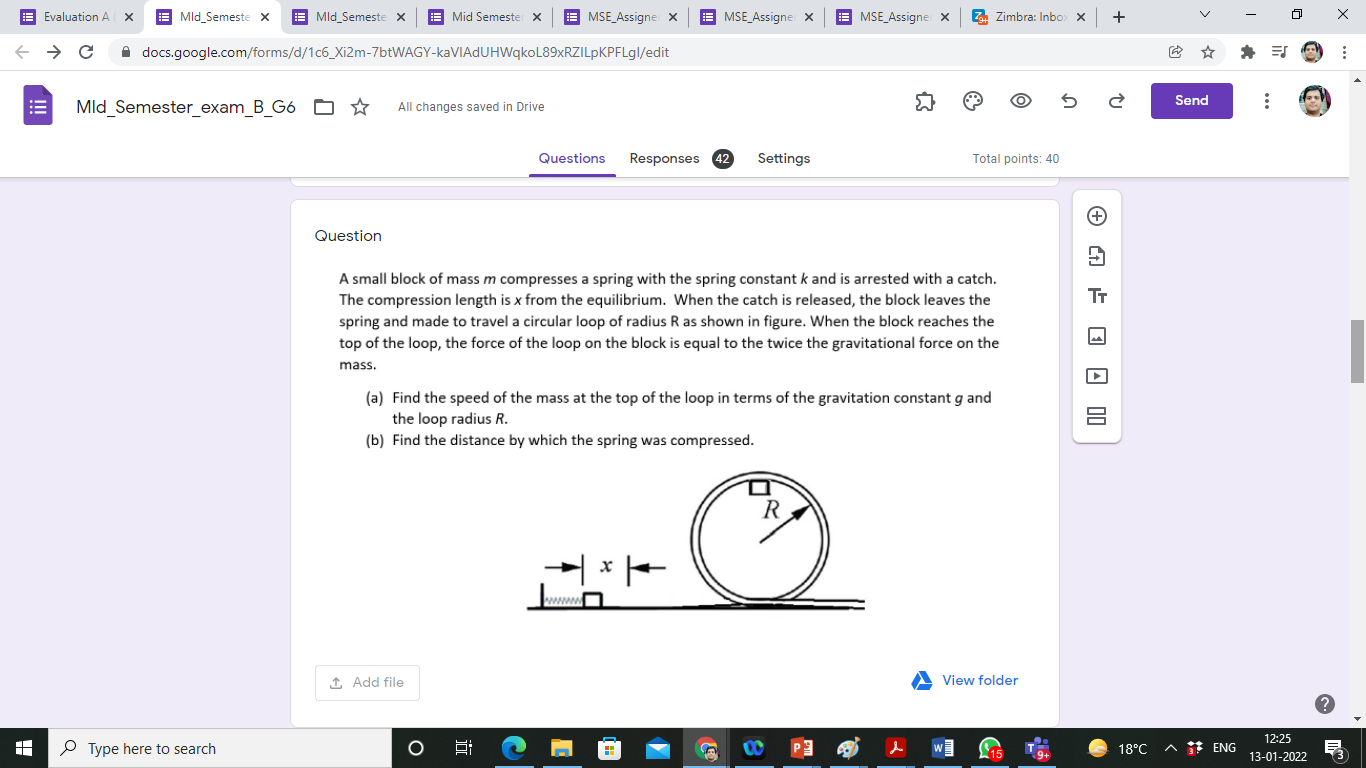 Evaluation A
MId_Semeste
MId_Semeste
Mid Semester
MSE_Assigne
MSE_Assigne
MSE_Assigne
Zimbra: Inbo
docs.google.com/forms/d/1c6_Xi2m-7btWAGY-kaVIAdUHWqkoL89xRZILpKPFLgI/edit
MId_Semester_exam_B_G6
All changes saved in Drive
Send
Questions
Responses 42
Settings
Total points: 40
Question
A small block of mass m compresses a spring with the spring constant k and is arrested with a catch.
The compression length is x from the equilibrium. When the catch is released, the block leaves the
spring and made to travel a circular loop of radius R as shown in figure. When the block reaches the
top of the loop, the force of the loop on the block is equal to the twice the gravitational force on the
mass.
(a) Find the speed of the mass at the top of the loop in terms of the gravitation constant g and
the loop radius R.
(b) Find the distance by which the spring was compressed.
R
x
Add file
View folder
Type here to search
15
9+
18°C
ENG
12:25
13-01-2022
3